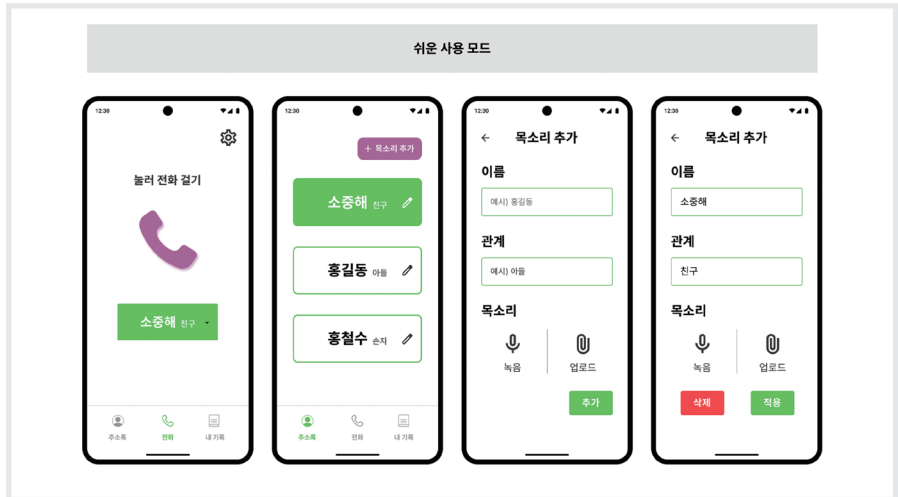 쉬운 사용 모드
12:30
눌러 전화 걸기
소중해 친구
주소록
전화
내 기록
12:30
+ 목소리 추가
소중해 친구
홍길동 아들
홍철수 손자
주소록
전화
내 기록
12:30
← 목소리 추가
이름
예시) 홍길동
관계
예시) 아들
목소리
녹음
업로드
추가
12:30
← 목소리 추가
이름
소중해
관계
친구
목소리
녹음
업로드
삭제
적용